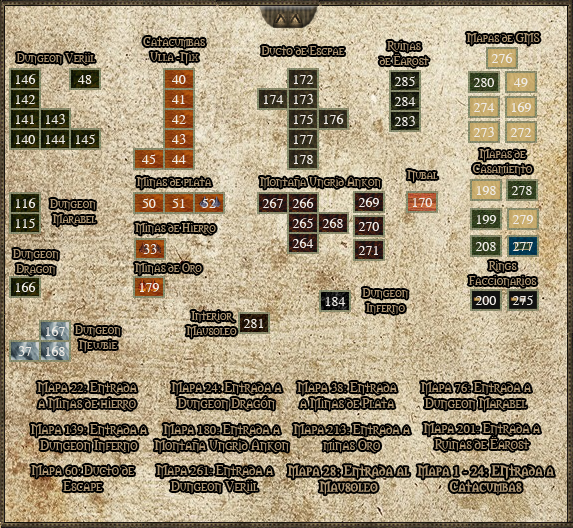 Mapas de GMS
Catacumbas
Ulla -Nix
Ducto de Escpae
Ruinas
de Earost
Dungeon Veriil
276
146 48
40
172
285
280 49
142
41
174 173
284
274 169
141 143
42
175 176
283
273 272
140 144 145
43
177
45 44
178
Mapas de
Casamiento
Minas de plata
Montaña Ungrid Ankon
Nubal
198 278
116
115
Dungeon
Marabel
50 51 52
267 266
269
170
199 279
Minas de Hierro
265 268
270
208 277
33
264
271
Dungeon
Dragon
Minas de Oro
Rings
Faccionarios
166
179
184
Dungeon
Inferno
200 275
Interior
Mausoleo
281
167
37 168
Dungeon
Newbie
Mapa 22: Entrada
a Minas de hierro
Mapa 24: Entrada a
Dungeon Dragón
Mapa 38: Entrada
a Minas de Plata
Mapa 76: Entrada a
Dungeon Marabel
Mapa 139: Entrada a
Dungeon Inferno
Mapa 180: Entrada a
Montaña Ungrid Ankon
Mapa 213: Entrada a
minas Oro
Mapa 201: Entrada a
Ruinas de Earost
Mapa 60: Ducto de
Escape
Mapa 261: Entrada a
Dungeon Veriil
Mapa 28: Entrada al
Mausoleo
Mapa 1 - 24: Entrada a
Catacumbas